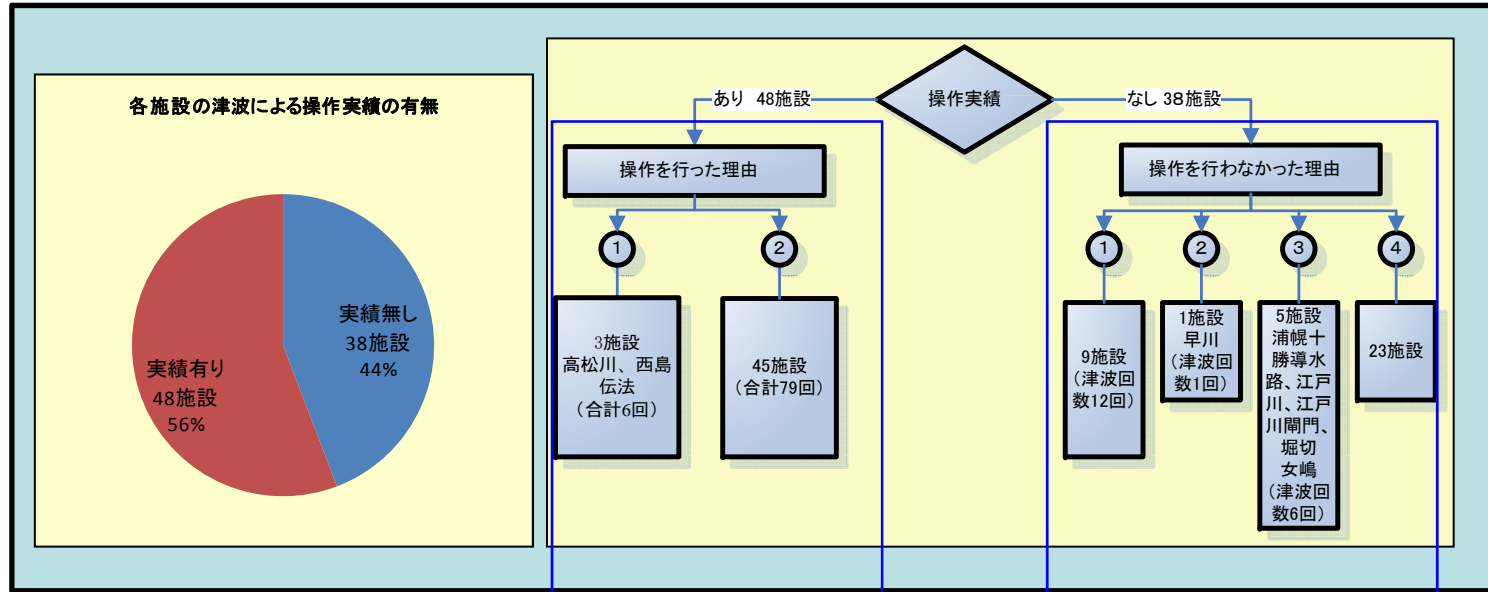 各施設の津波による操作実績の有無
実績無し
38施設
44%
実績有り
48施設
56%
操作実績
あり 48施設
なし 38施設
操作を行った理由
1
2
3施設
高松川、西島
伝法
（合計6回）
45施設
（合計79回）
操作を行わなかった理由
1
2
3
4
9施設
（津波回
数12回）
1施設
早川
（津波回
数1回）
5施設
浦幌十
勝導水
路、江戸
川、江戸
川閘門、
堀切
女嶋
（津波回
数6回）
23施設